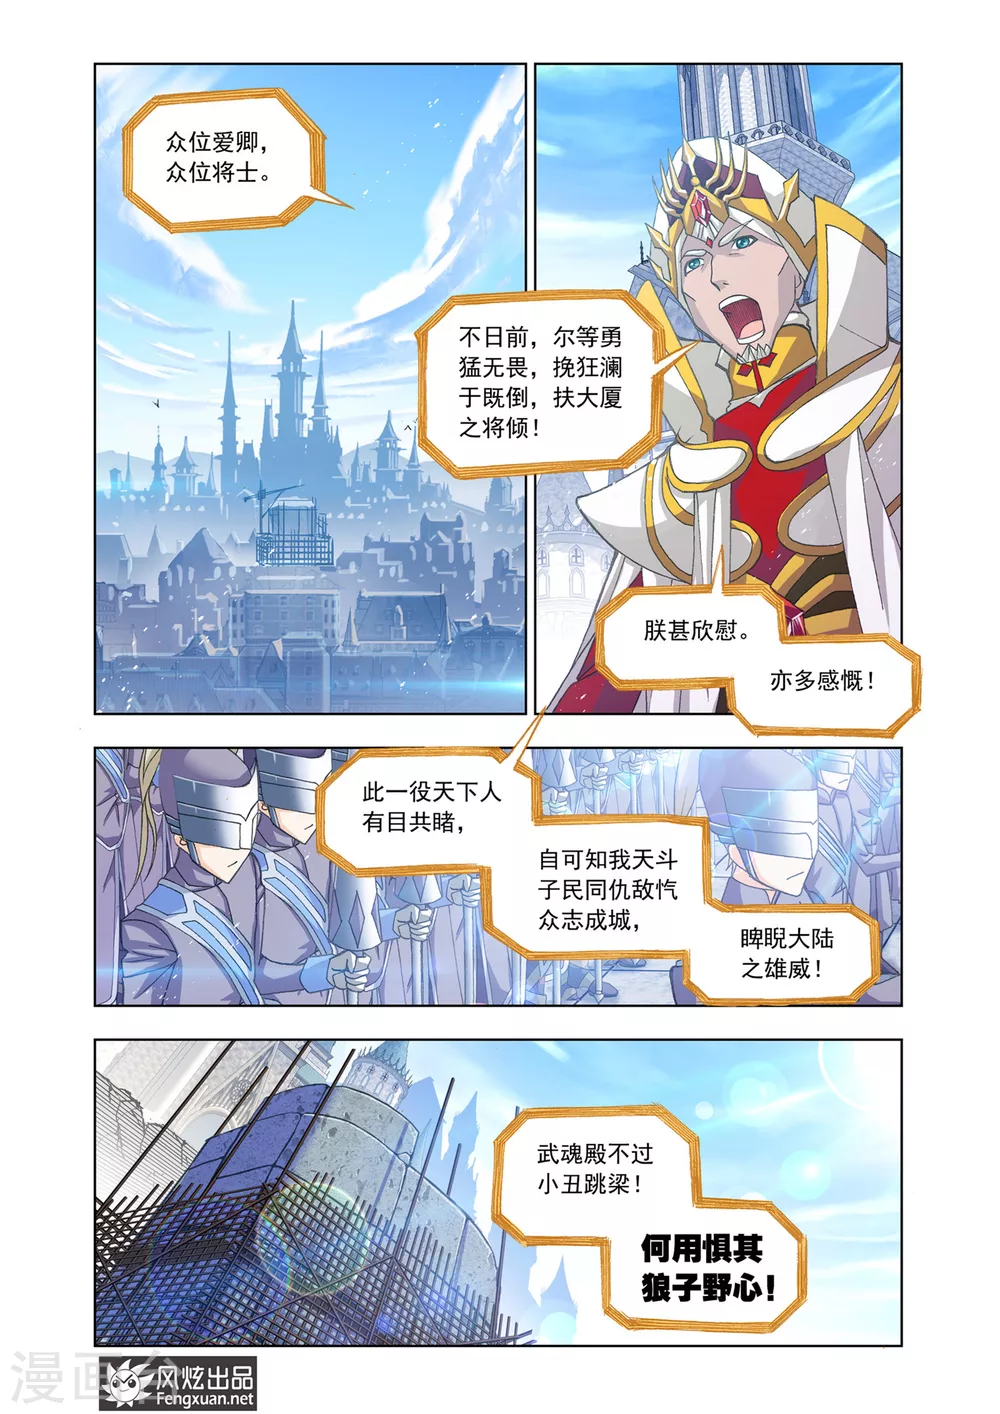 众位爱卿，
众位将士。
不日前，尔等勇
猛无畏，挽狂澜
于既倒，扶大厦
之将倾！
朕甚欣慰。
亦多感慨！
此一役天下人
有目共睹，
自可知我天斗
子民同仇敌忾
众志成城，
睥睨大陆
之雄威！
武魂殿不过
小丑跳梁！
何用惧其
狼子野心！
漫画台
风炫出品
Fengxuan.net